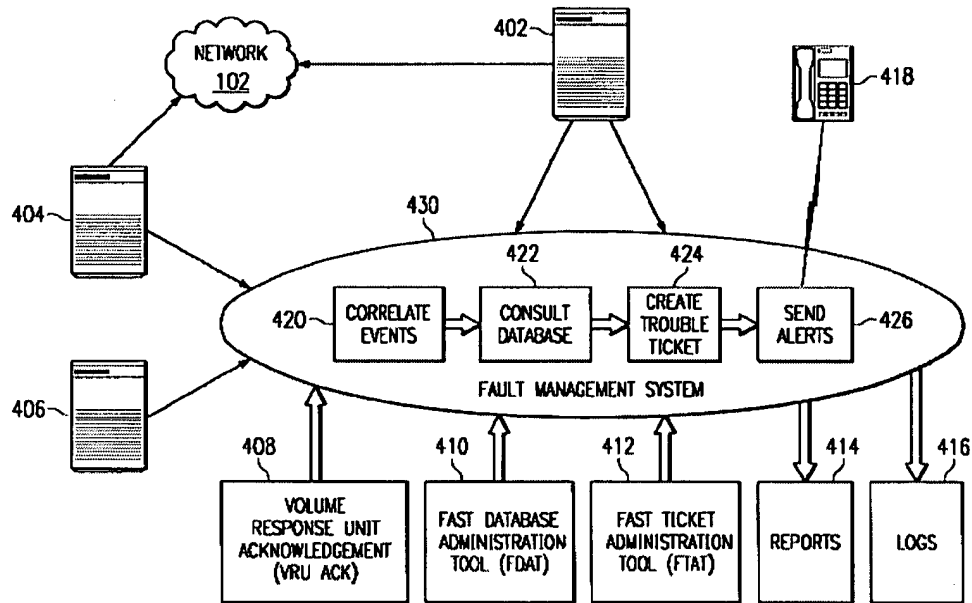 402
NETWORK
102
418
404
430
422
424
420
CORRELATE
EVENTS
CONSULT
DATABASE
CREATE
TROUBLE
TICKET
SEND
ALERTS
426
FAULT MANAGEMENT SYSTEM
406
408
410
412
414
416
VOLUME
RESPONSE UNIT
ACKNOWLEDGEMENT
(VRU ACK)
FAST DATABASE
ADMINISTRATION
TOOL (FDAT)
FAST TICKET
ADMINISTRATION
TOOL (FTAT)
REPORTS
LOGS